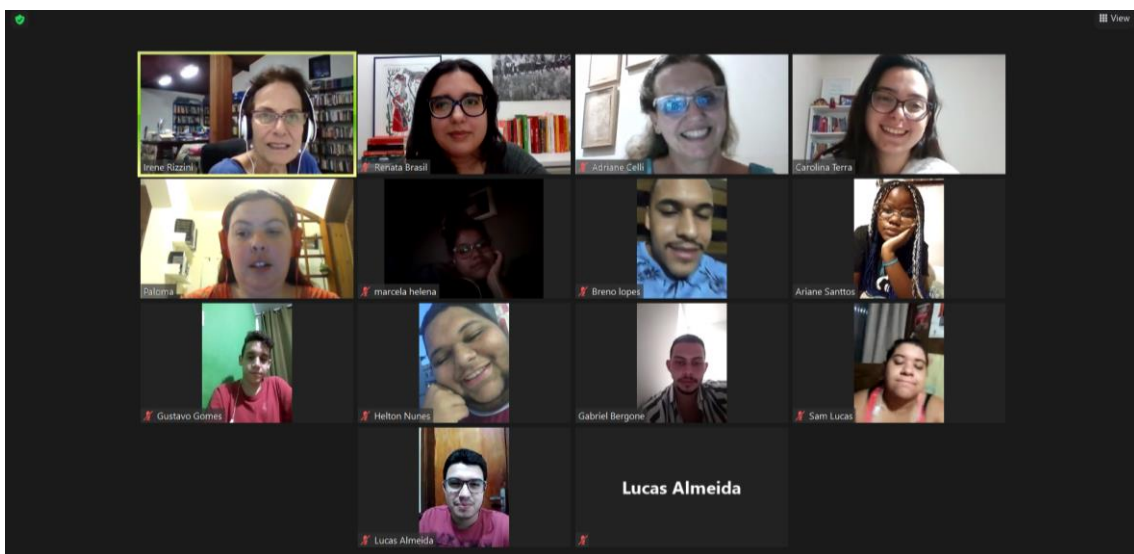 View
Irene Rizzini
Renata Brasil
Adriane Celli
Carolina Terra
Paloma
marcela helena
Breno lopes
Ariane Santtos
Gustavo Gomes
Helton Nunes
Gabriel Bergone
Sam Lucas
Lucas Almeida
Lucas Almeida